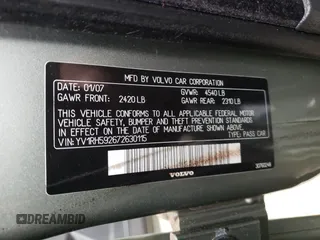 MFD BY VOLVO CAR CORPORATION
DATE: 01/07 GVWR: 4540 LB
GAWR FRONT: 2420 LB GAWR REAR: 2310 LB
THIS VEHICLE CONFORMS TO ALL APPLICABLE FEDERAL MOTOR
VEHICLE SAFETY, BUMPER AND THEFT PREVENTION STANDARDS
IN EFFECT ON THE DATE OF MANUFACTURE SHOWN ABOVE.
VIN: YV1RH592672630115 TYPE: PASS CAR
VOLVO
DREAMBID